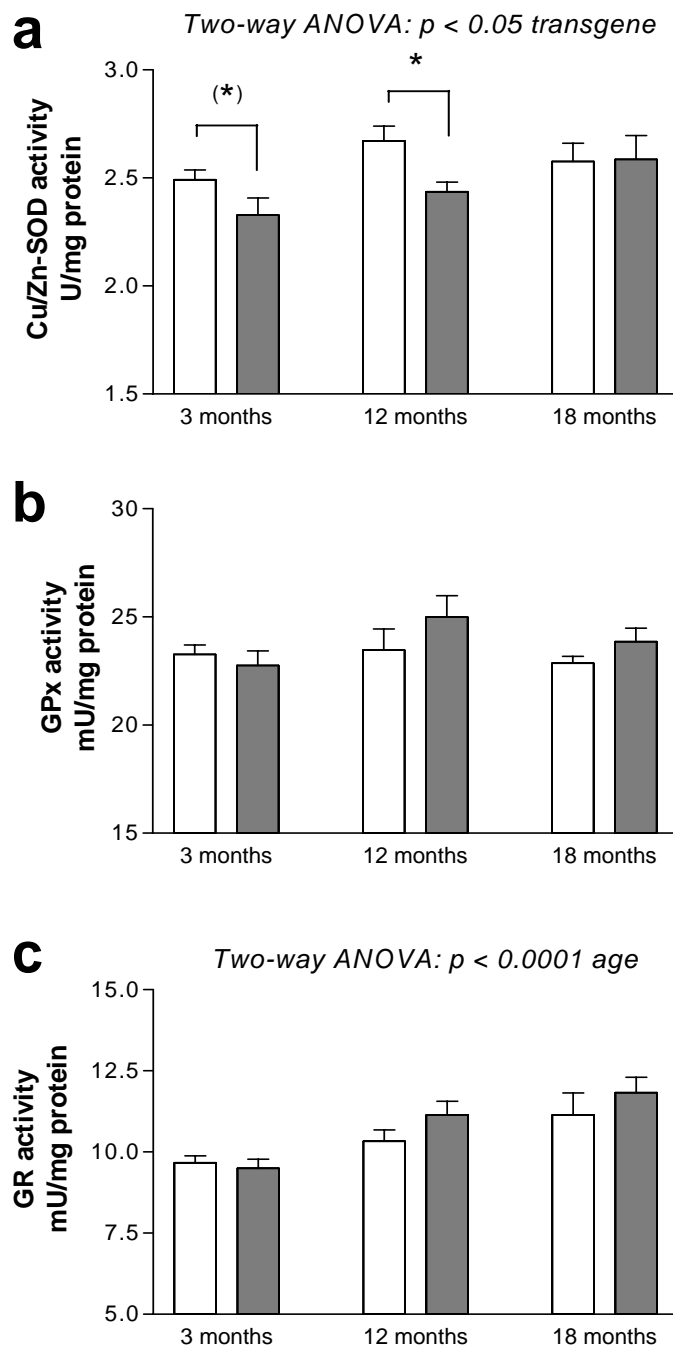 a
Two-way ANOVA: p < 0.05 transgene
Cu/Zn-SOD activity
U/mg protein
3.0
2.5
2.0
1.5
(*)
*
3 months 12 months 18 months
b
GPx activity
mU/mg protein
30
25
20
15
3 months 12 months 18 months
c
Two-way ANOVA: p < 0.0001 age
GR activity
mU/mg protein
15.0
12.5
10.0
7.5
5.0
3 months 12 months 18 months